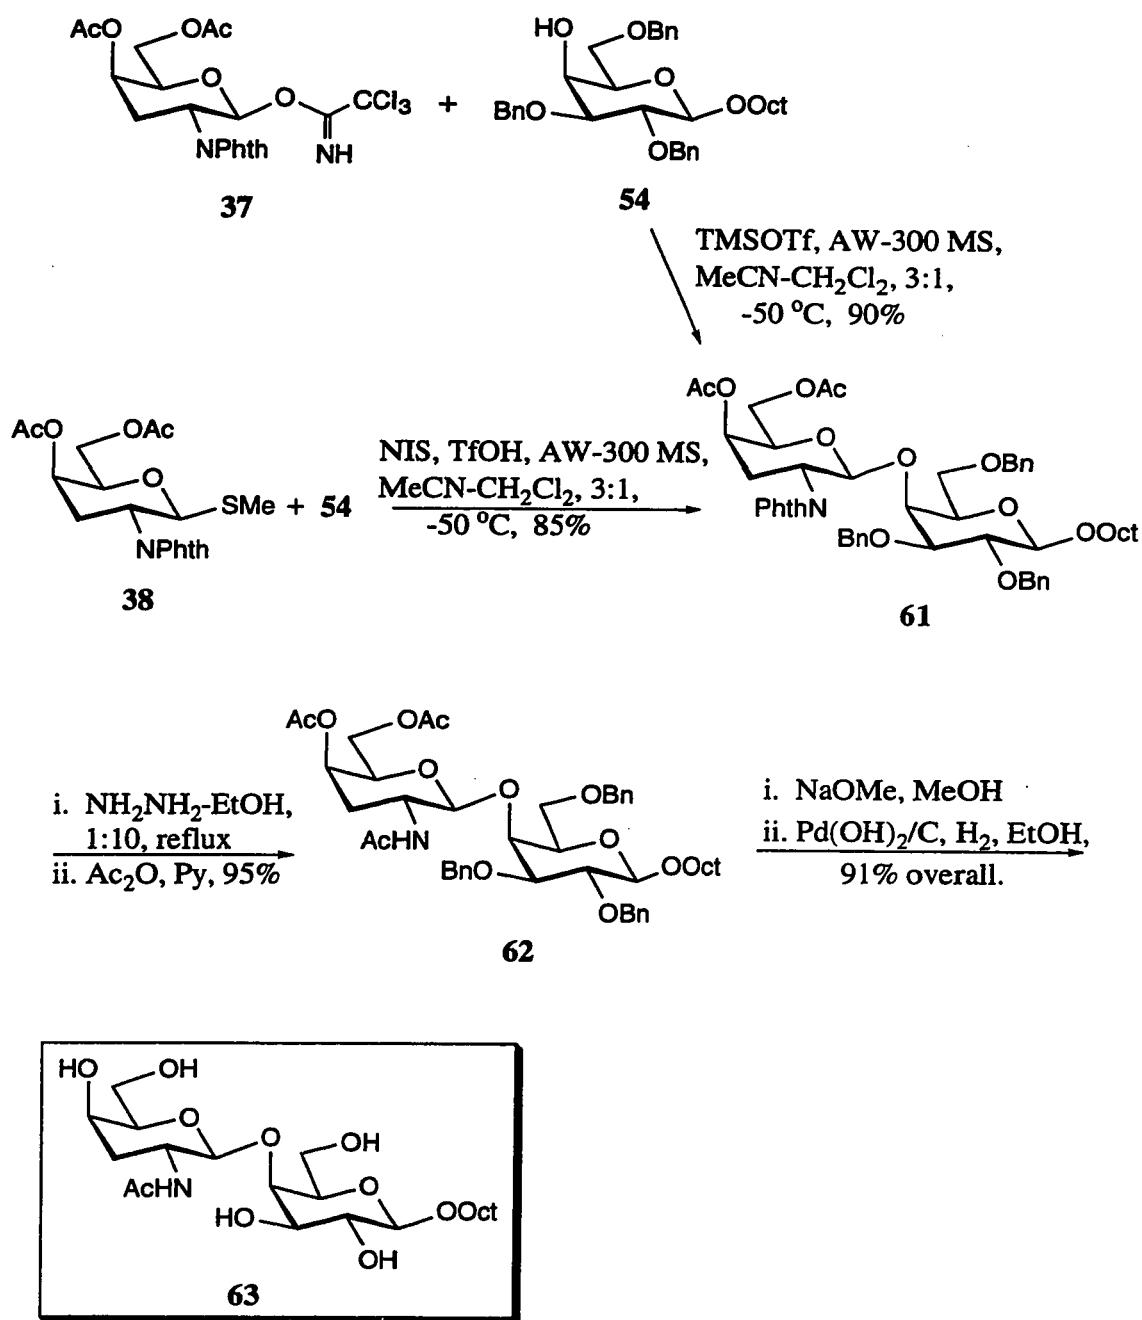 AcO OAc
O O CCl3 +
NPhth NH
37
HO OBn
O
BnO OOct
OBn
54
TMSOTf, AW-300 MS,
MeCN-CH2Cl2, 3:1,
-50 °C, 90%
AcO OAc
O
SMe + 54
NPhth
38
NIS, TfOH, AW-300 MS,
MeCN-CH2Cl2, 3:1,
-50 °C, 85%
AcO OAc
O O OBn
PhthN O
BnO OOct
OBn
61
i. NH2NH2-EtOH,
1:10, reflux
ii. Ac2O, Py, 95%
AcO OAc
O O OBn
AcHN O
BnO OOct
OBn
62
i. NaOMe, MeOH
ii. Pd(OH)2/C, H2, EtOH,
91% overall.
HO OH
O O OH
AcHN O
HO OOct
OH
63